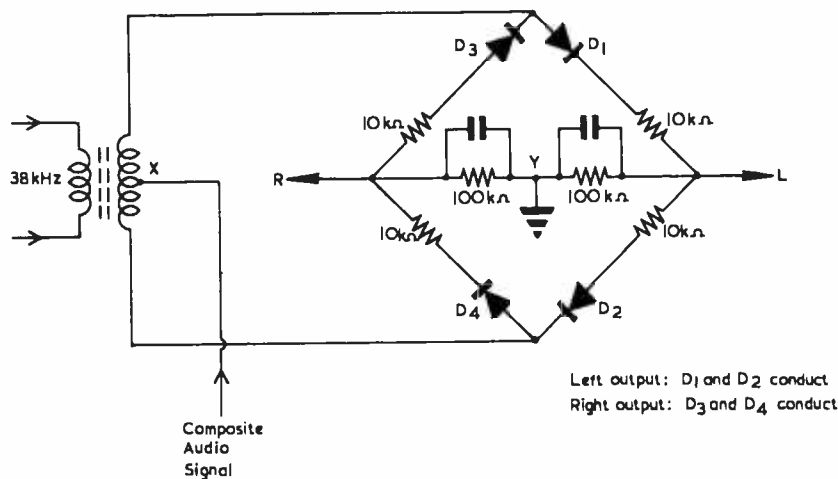 D3
D1
10kΩ
10kΩ
38kHz
X
Y
R
L
100kΩ
100kΩ
10kΩ
10kΩ
D4
D2
Left output: D1 and D2 conduct
Right output: D3 and D4 conduct
Composite
Audio
Signal